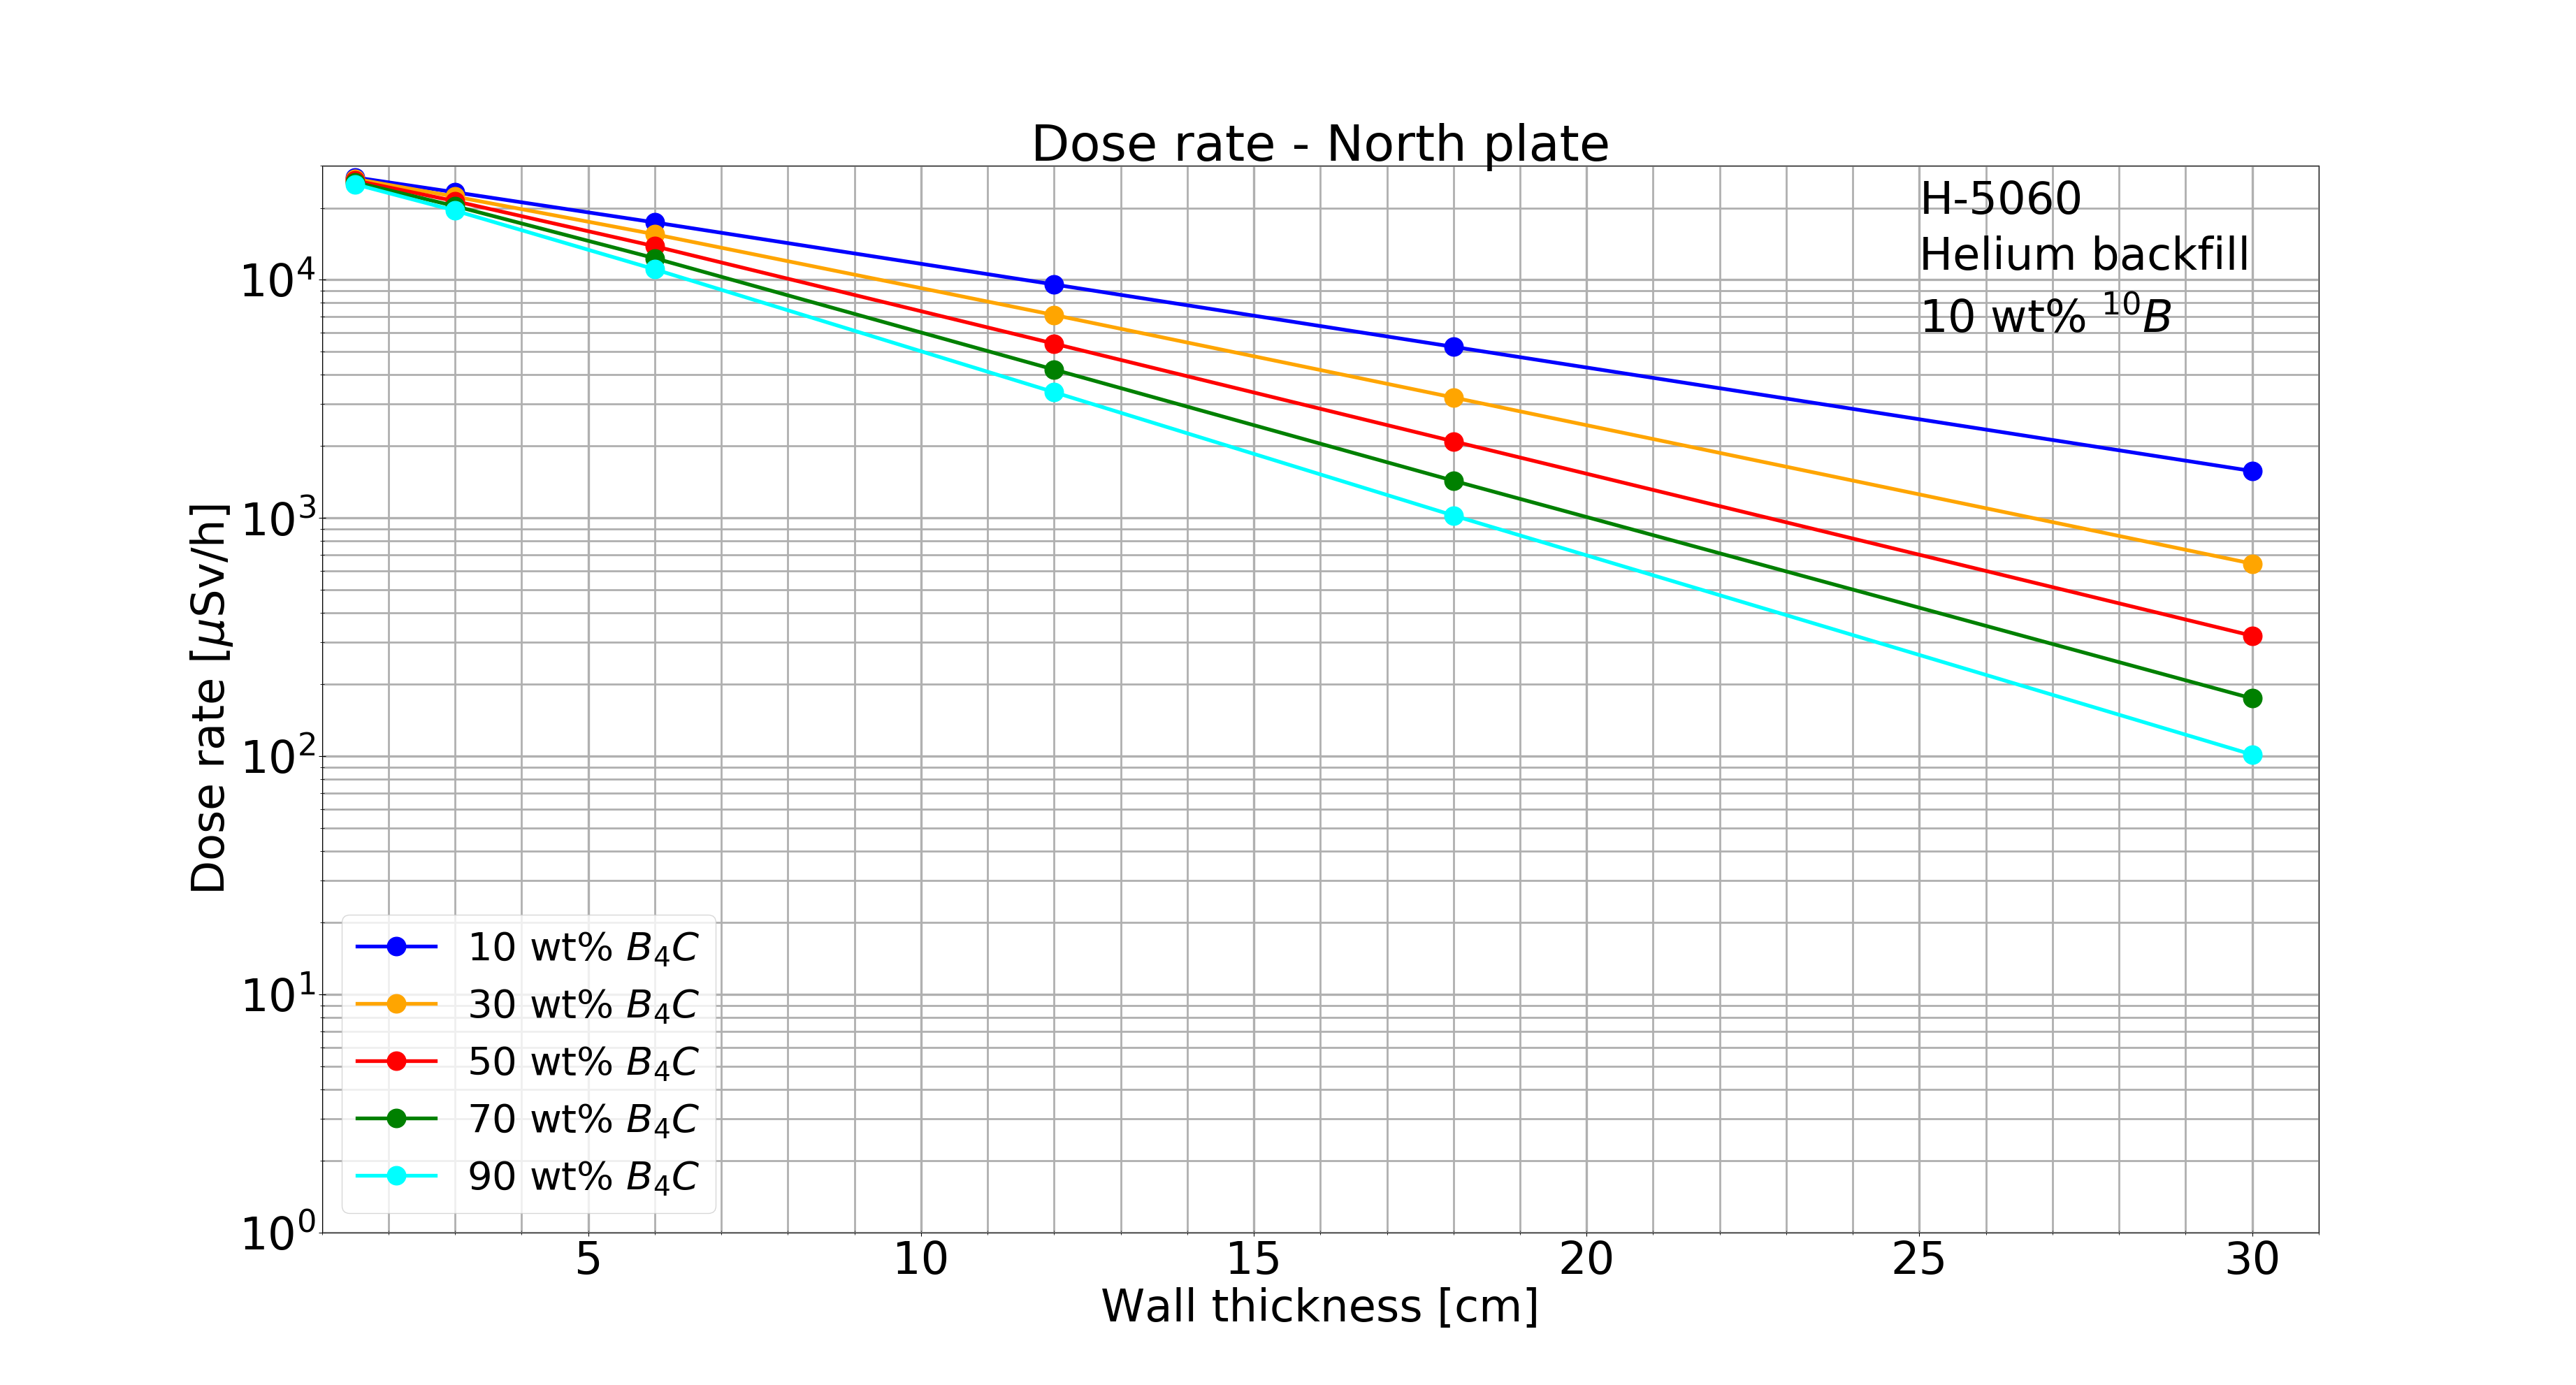 Dose rate - North plate
H-5060
Helium backfill
10 wt% ¹⁰B
Dose rate [μSv/h]
10⁴
10³
10²
10¹
10⁰
10 wt% B₄C
30 wt% B₄C
50 wt% B₄C
70 wt% B₄C
90 wt% B₄C
5 10 15 20 25 30
Wall thickness [cm]